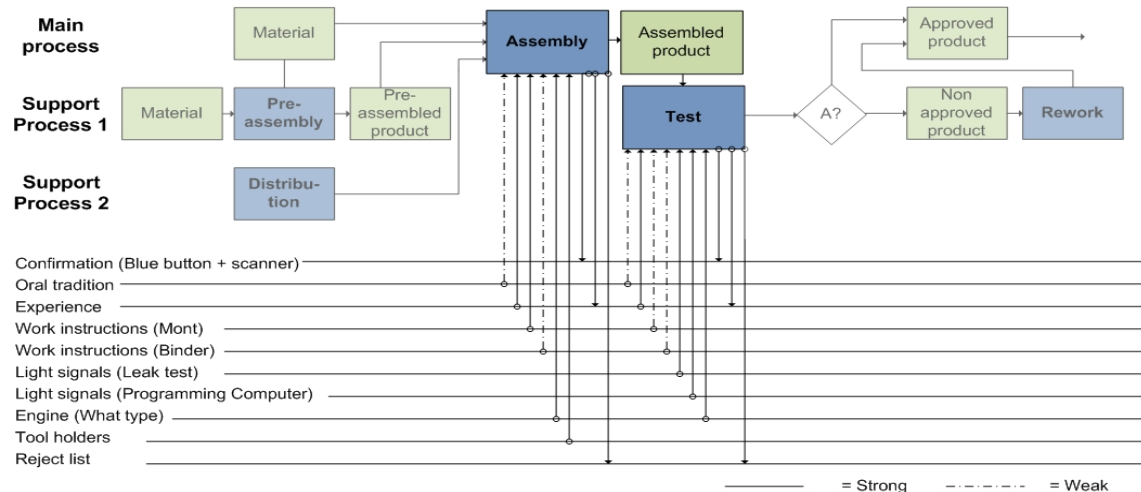 Main
process
Material
Assembly
Assembled
product
Approved
product
Support
Process 1
Material
Pre-
assembly
Pre-
assembled
product
Test
A?
Non
approved
product
Rework
Support
Process 2
Distribu-
tion
Confirmation (Blue button + scanner)
Oral tradition
Experience
Work instructions (Mont)
Work instructions (Binder)
Light signals (Leak test)
Light signals (Programming Computer)
Engine (What type)
Tool holders
Reject list
= Strong
= Weak